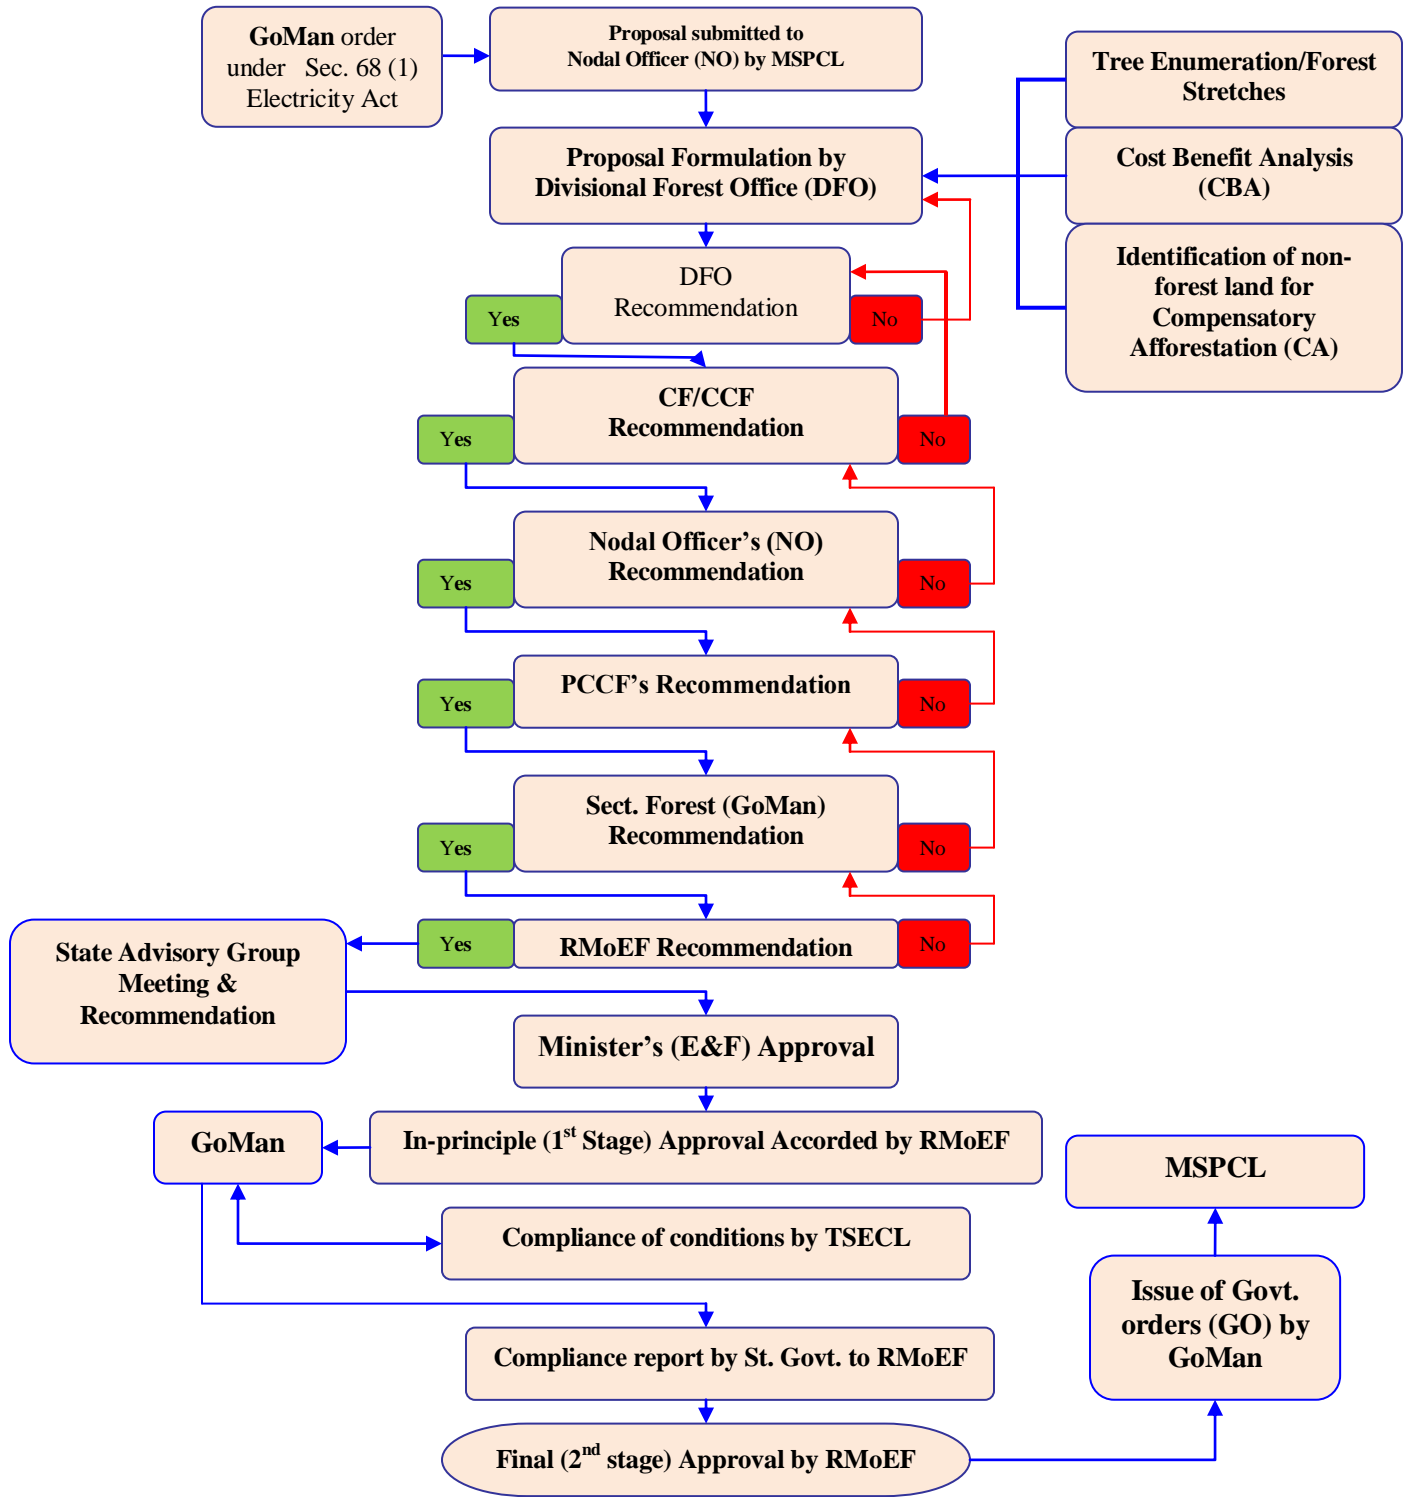 GoMan order
under Sec. 68 (1)
Electricity Act
Proposal submitted to
Nodal Officer (NO) by MSPCL
Tree Enumeration/Forest
Stretches
Proposal Formulation by
Divisional Forest Office (DFO)
Cost Benefit Analysis
(CBA)
Identification of non-
forest land for
Compensatory
Afforestation (CA)
DFO
Recommendation
Yes
No
CF/CCF
Recommendation
Yes
No
Nodal Officer’s (NO)
Recommendation
Yes
No
PCCF’s Recommendation
Yes
No
Sect. Forest (GoMan)
Recommendation
Yes
No
RMoEF Recommendation
Yes
No
State Advisory Group
Meeting &
Recommendation
Minister’s (E&F) Approval
In-principle (1st Stage) Approval Accorded by RMoEF
GoMan
Compliance of conditions by TSECL
Compliance report by St. Govt. to RMoEF
Final (2nd stage) Approval by RMoEF
Issue of Govt.
orders (GO) by
GoMan
MSPCL